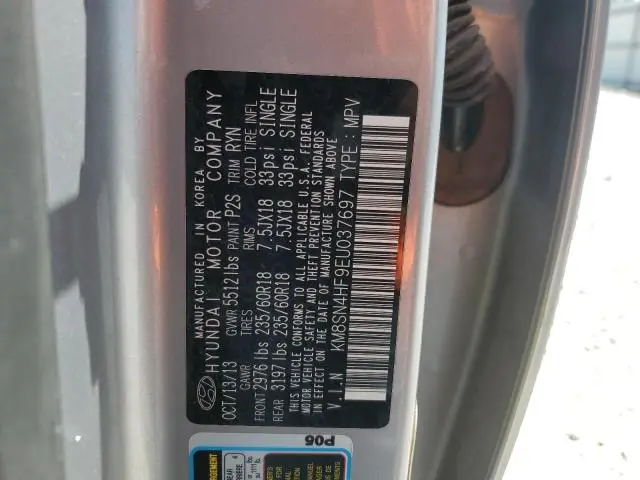 MANUFACTURED IN KOREA BY
HYUNDAI MOTOR COMPANY
OCT/13/13 GVWR 5512lbs PAINT P2S TRIM RYN
GAWR RIMS COLD TIRE INFL
FRONT 2976 lbs 235/60R18 7.5JX18 33psi SINGLE
REAR 3197 lbs 235/60R18 7.5JX18 33psi SINGLE
THIS VEHICLE CONFORMS TO ALL APPLICABLE U.S.A. FEDERAL
MOTOR VEHICLE SAFETY, BUMPER, AND THEFT PREVENTION STANDARDS
IN EFFECT ON THE DATE OF MANUFACTURE SHOWN ABOVE
V.I.N KM8SN4HF9EU037697 TYPE : MPV
P05